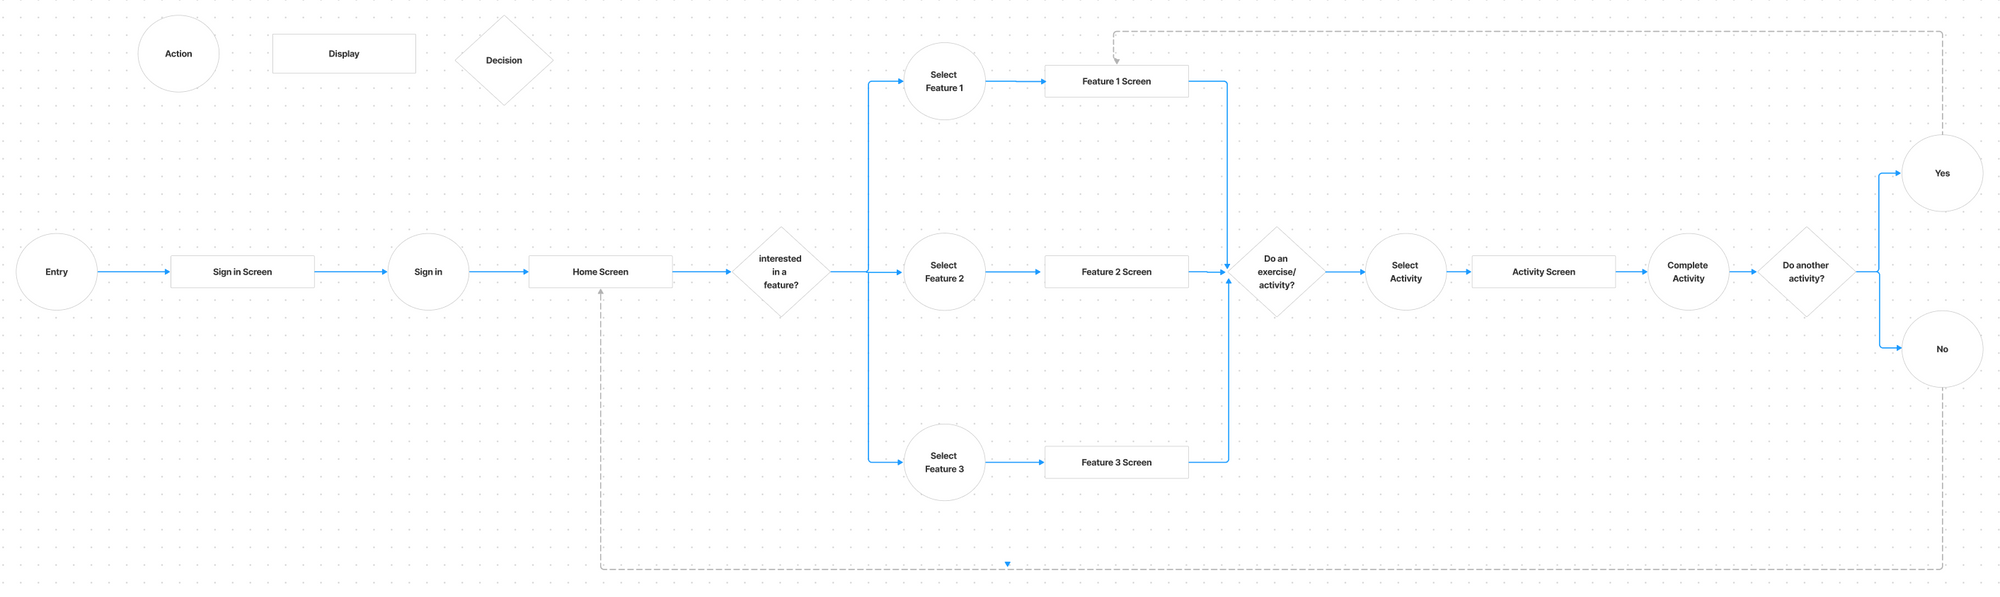 Action
Display
Decision
Entry
Sign in Screen
Sign in
Home Screen
interested
in a
feature?
Select
Feature 1
Feature 1 Screen
Select
Feature 2
Feature 2 Screen
Select
Feature 3
Feature 3 Screen
Do an
exercise/
activity?
Select
Activity
Activity Screen
Complete
Activity
Do another
activity?
Yes
No